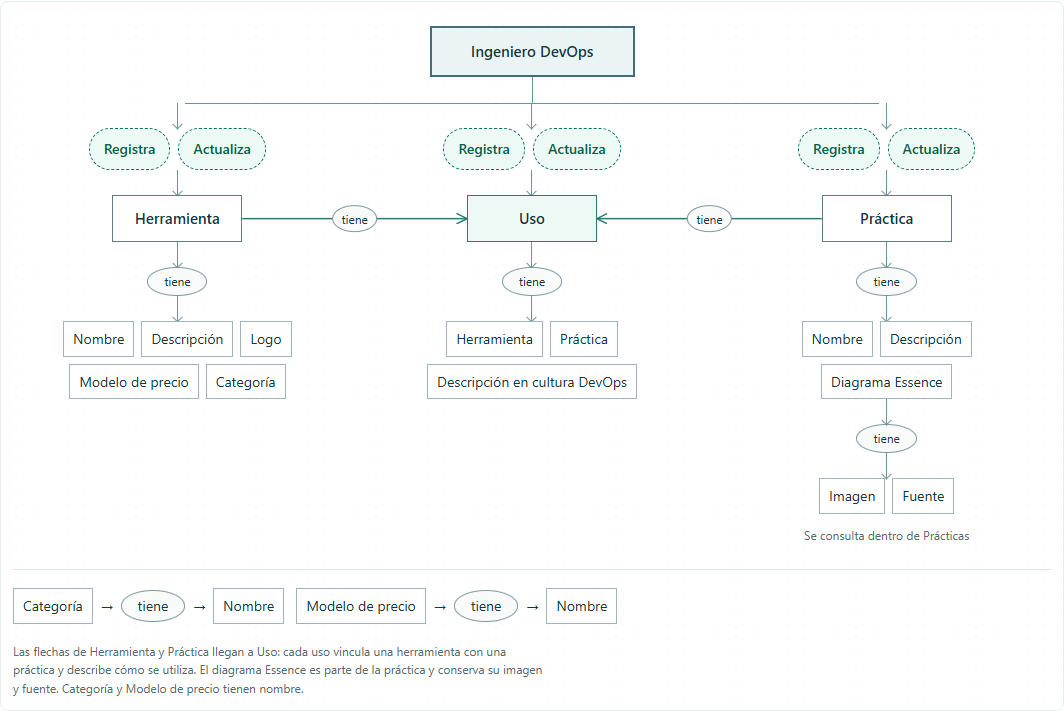 Ingeniero DevOps
Registra Actualiza Registra Actualiza Registra Actualiza
Herramienta tiene Uso tiene Práctica
tiene tiene tiene
Nombre Descripción Logo Herramienta Práctica Nombre Descripción
Modelo de precio Categoría Descripción en cultura DevOps Diagrama Essence
tiene
Imagen Fuente
Se consulta dentro de Prácticas
Categoría → tiene → Nombre Modelo de precio → tiene → Nombre
Las flechas de Herramienta y Práctica llegan a Uso: cada uso vincula una herramienta con una
práctica y describe cómo se utiliza. El diagrama Essence es parte de la práctica y conserva su imagen
y fuente. Categoría y Modelo de precio tienen nombre.